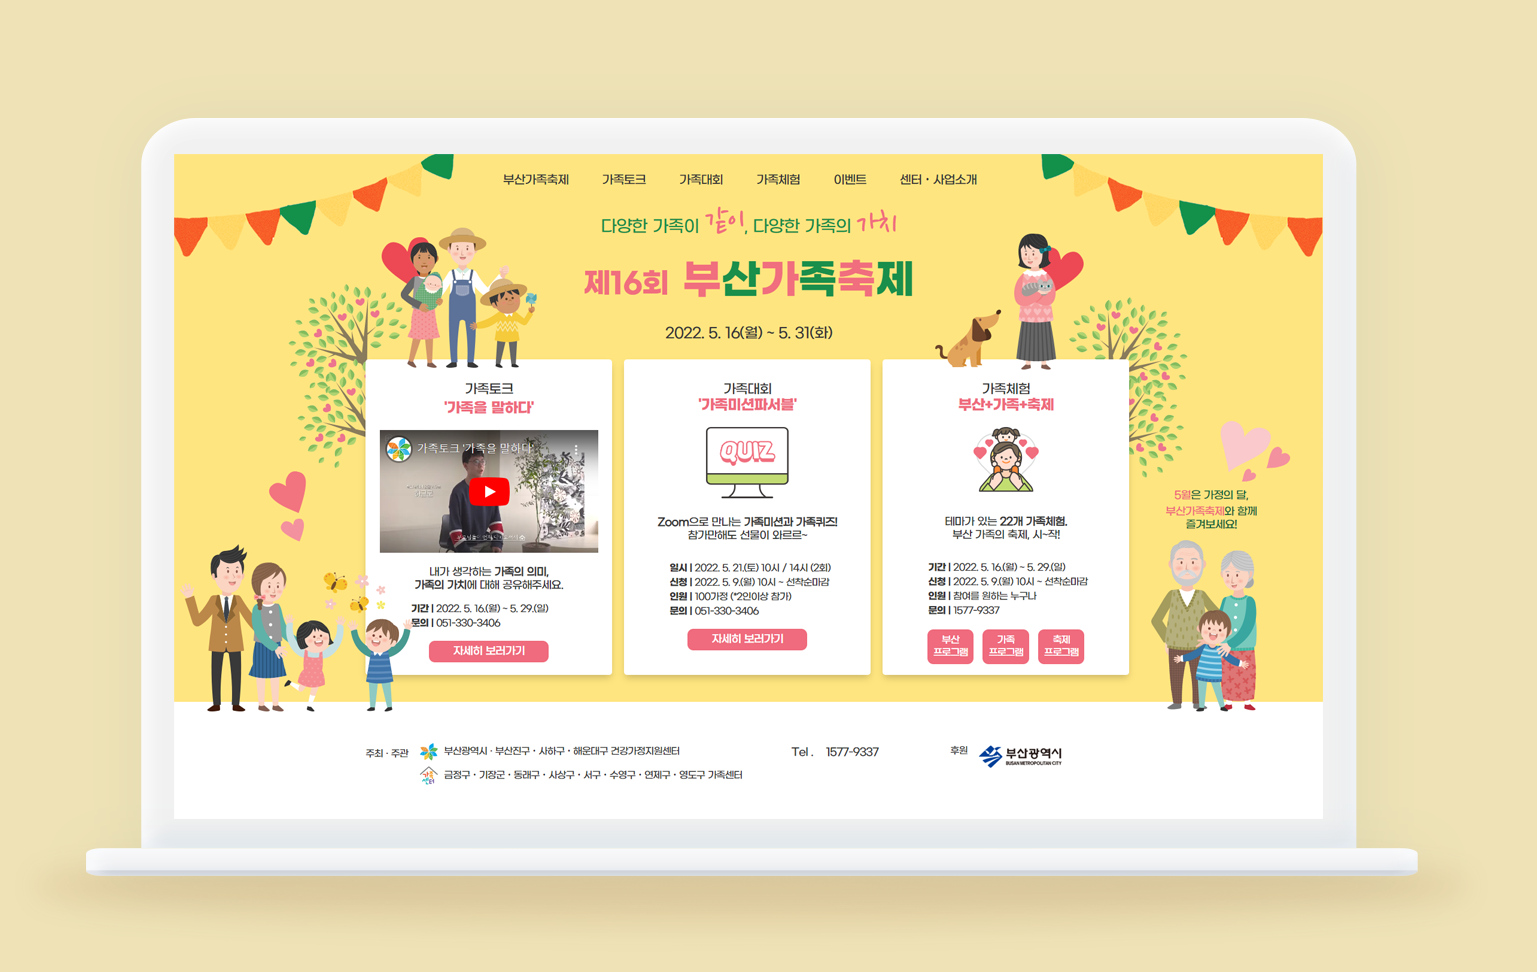 부산가족축제 가족토크 가족대회 가족체험 이벤트 센터・사업소개
다양한 가족이 같이, 다양한 가족의 가치
제16회 부산가족축제
2022. 5. 16(월) ~ 5. 31(화)
가족토크
'가족을 말하다'
가족토크 '가족을 말하다'
내가 생각하는 가족의 의미,
가족의 가치에 대해 공유해주세요.
기간 | 2022. 5. 16.(월) ~ 5. 29.(일)
문의 | 051-330-3406
자세히 보러가기
가족대회
'가족미션파서블'
QUIZ
Zoom으로 만나는 가족미션과 가족퀴즈!
참가만해도 선물이 와르르~
일시 | 2022. 5. 21.(토) 10시 / 14시 (2회)
신청 | 2022. 5. 9.(월) 10시 ~ 선착순마감
인원 | 100가정 (*2인이상 참가)
문의 | 051-330-3406
자세히 보러가기
가족체험
부산+가족+축제
테마가 있는 22개 가족체험.
부산 가족의 축제, 시~작!
기간 | 2022. 5. 16.(월) ~ 5. 29.(일)
신청 | 2022. 5. 9.(월) 10시 ~ 선착순마감
인원 | 참여를 원하는 누구나
문의 | 1577-9337
부산
프로그램
가족
프로그램
축제
프로그램
5월은 가정의 달,
부산가족축제와 함께
즐겨보세요!
주최・주관
부산광역시・부산진구・사하구・해운대구 건강가정지원센터
가족
센터
금정구・기장군・동래구・사상구・서구・수영구・연제구・영도구 가족센터
Tel . 1577-9337
후원
부산광역시
BUSAN METROPOLITAN CITY